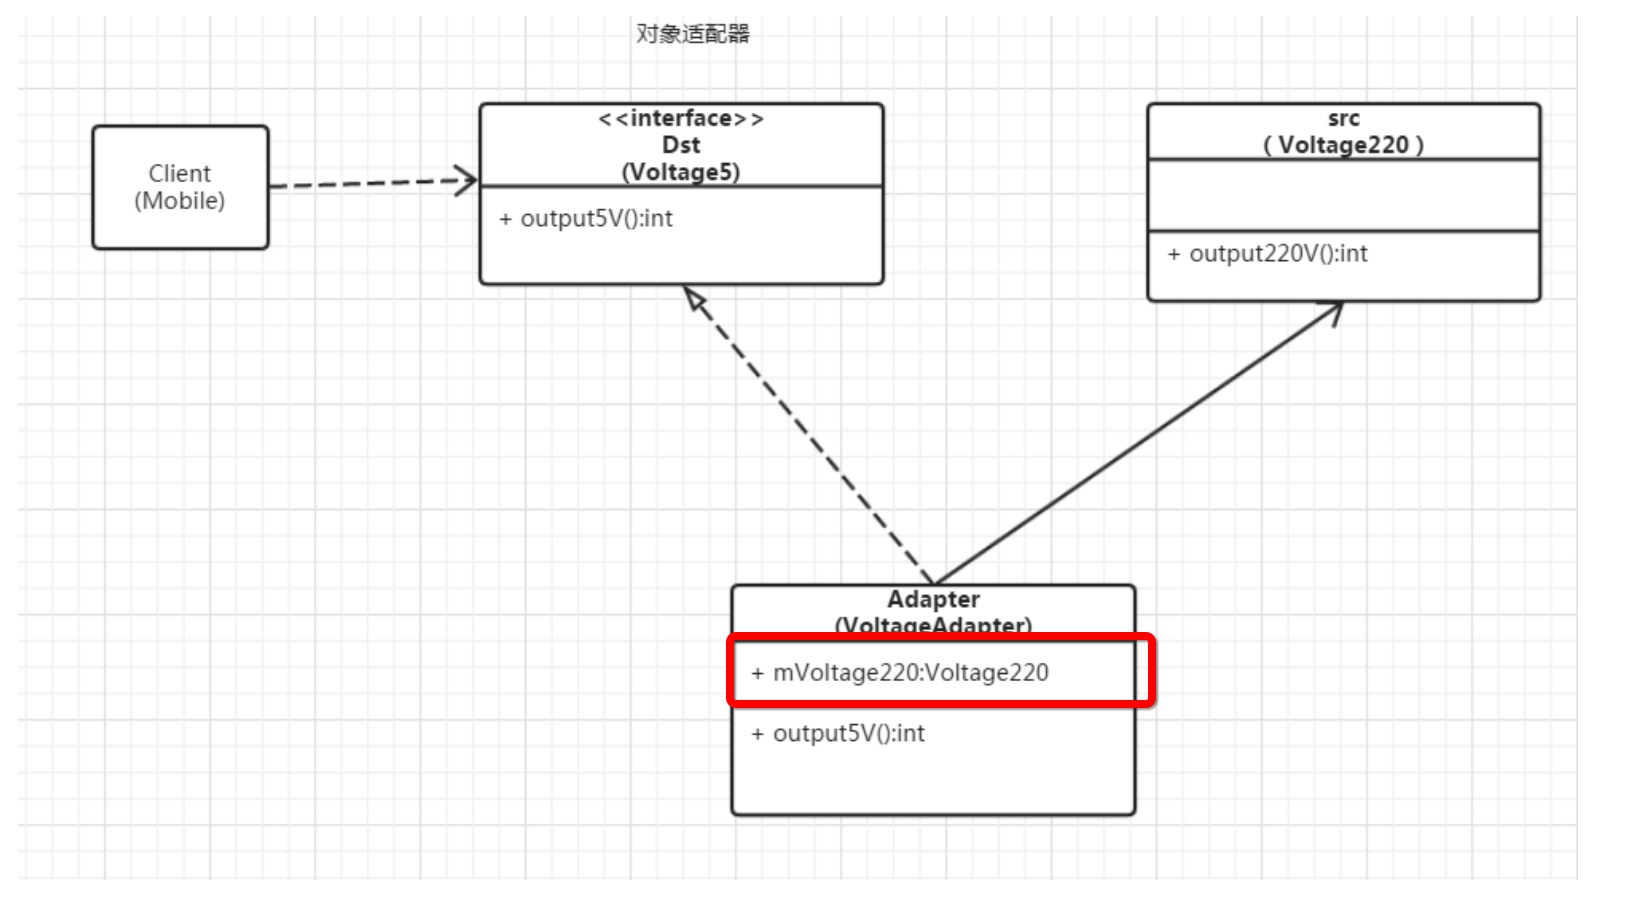 对象适配器
Client
(Mobile)
<<interface>>
Dst
(Voltage5)
+ output5V():int
src
( Voltage220 )
+ output220V():int
Adapter
(VoltageAdapter)
+ mVoltage220:Voltage220
+ output5V():int